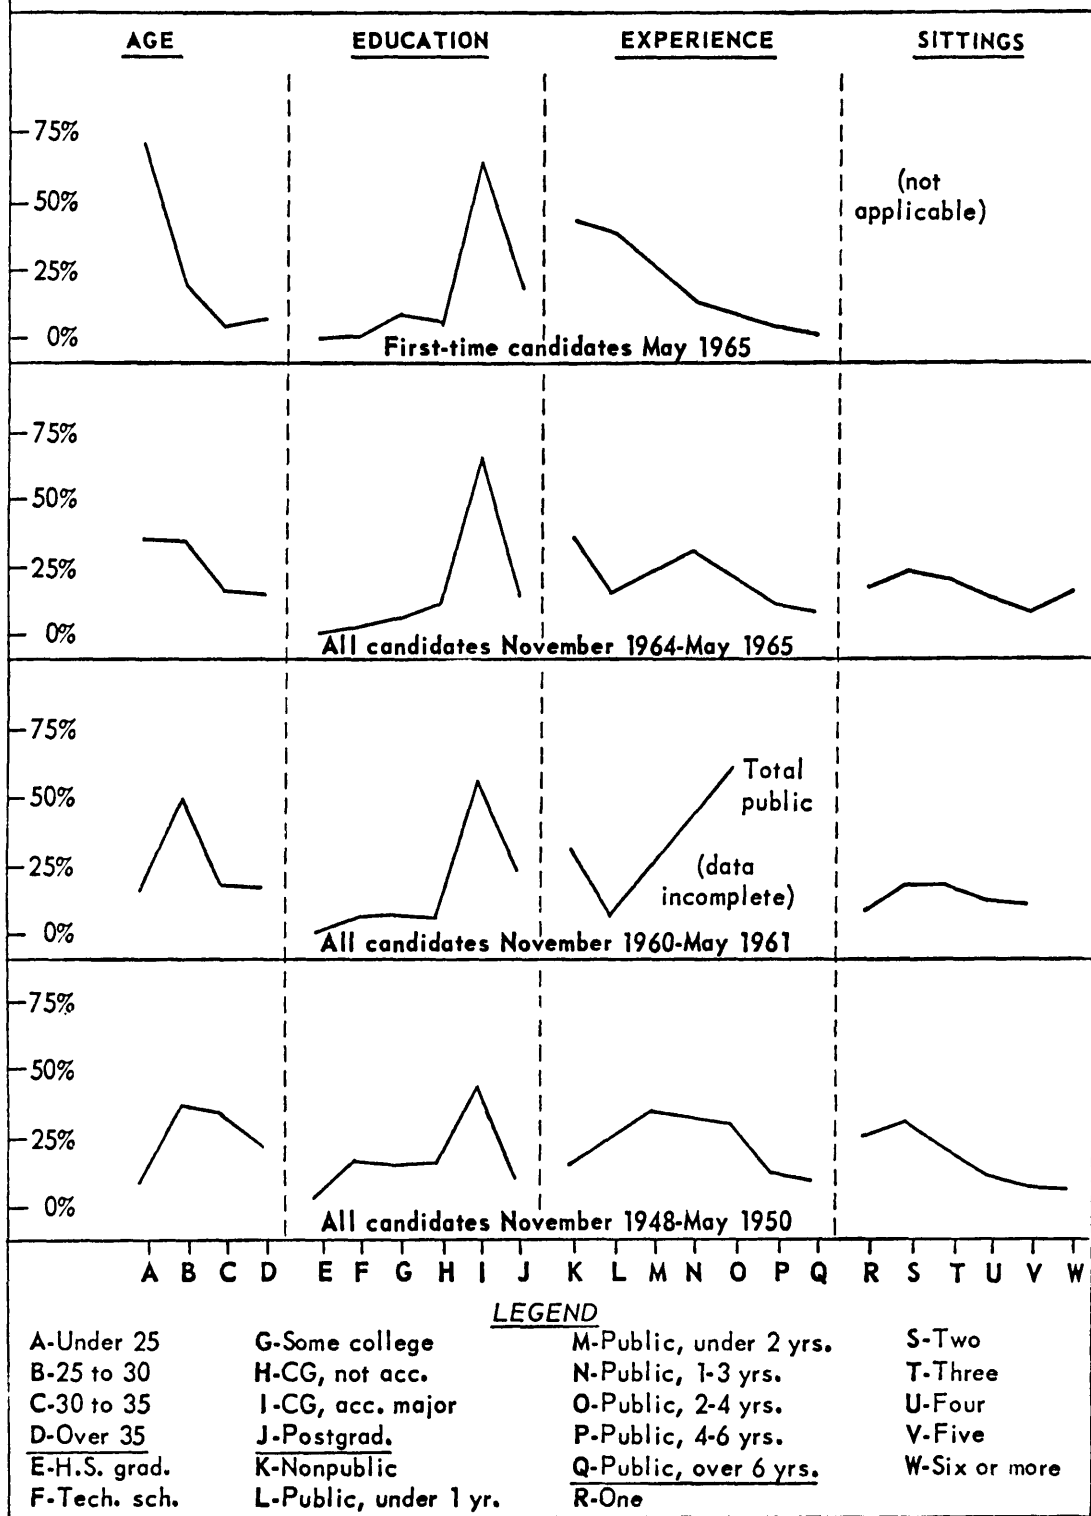 AGE EDUCATION EXPERIENCE SITTINGS
75%
50%
25%
0%
(not
applicable)
First-time candidates May 1965
75%
50%
25%
0%
All candidates November 1964-May 1965
75%
50%
25%
0%
Total
public
(data
incomplete)
All candidates November 1960-May 1961
75%
50%
25%
0%
All candidates November 1948-May 1950
A B C D E F G H I J K L M N O P Q R S T U V W
LEGEND
A-Under 25
B-25 to 30
C-30 to 35
D-Over 35
E-H.S. grad.
F-Tech. sch.
G-Some college
H-CG, not acc.
I-CG, acc. major
J-Postgrad.
K-Nonpublic
L-Public, under 1 yr.
M-Public, under 2 yrs.
N-Public, 1-3 yrs.
O-Public, 2-4 yrs.
P-Public, 4-6 yrs.
Q-Public, over 6 yrs.
R-One
S-Two
T-Three
U-Four
V-Five
W-Six or more